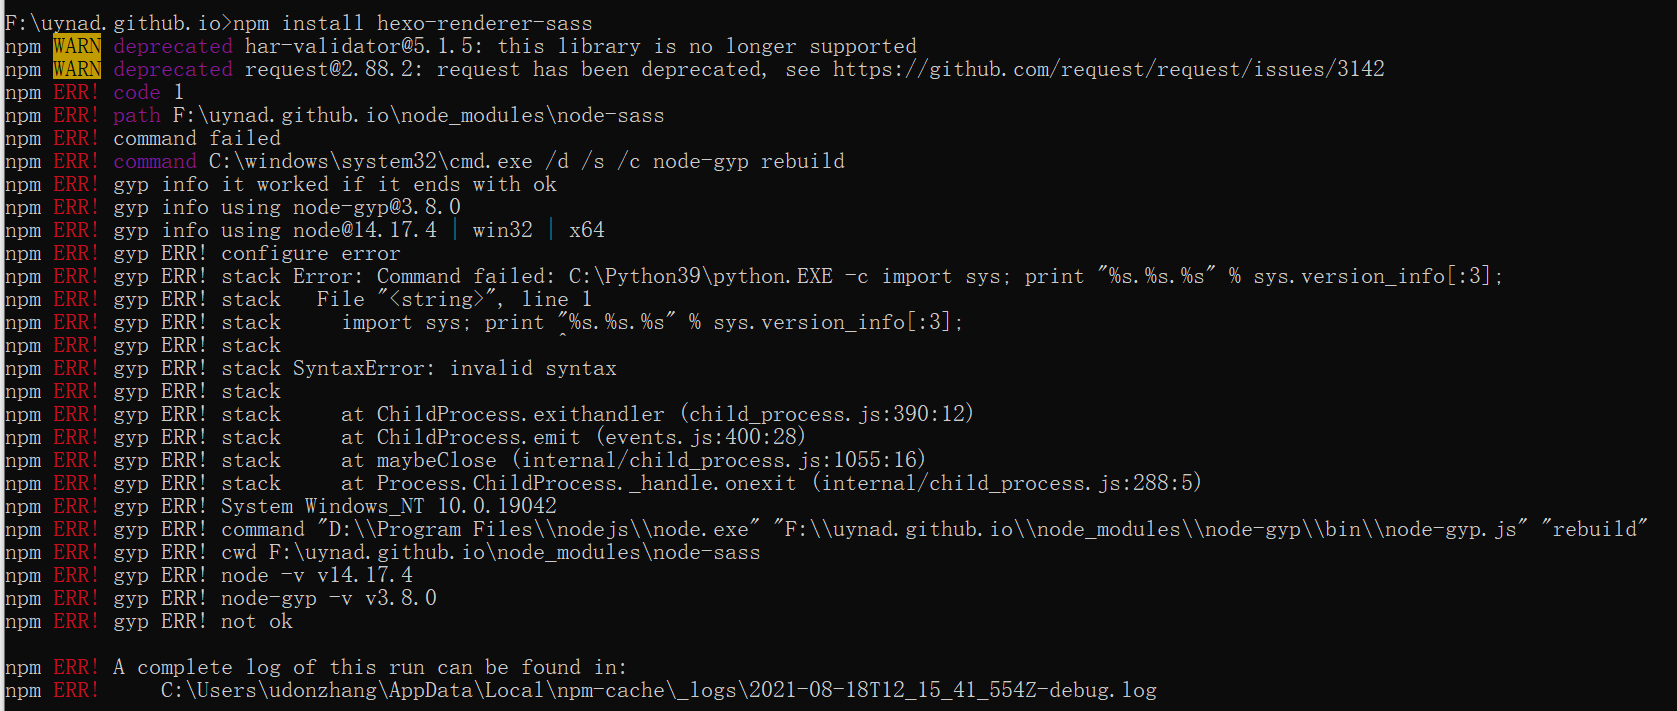 F:\uynad.github.io>npm install hexo-renderer-sass
npm WARN deprecated har-validator@5.1.5: this library is no longer supported
npm WARN deprecated request@2.88.2: request has been deprecated, see https://github.com/request/request/issues/3142
npm ERR! code 1
npm ERR! path F:\uynad.github.io\node_modules\node-sass
npm ERR! command failed
npm ERR! command C:\windows\system32\cmd.exe /d /s /c node-gyp rebuild
npm ERR! gyp info it worked if it ends with ok
npm ERR! gyp info using node-gyp@3.8.0
npm ERR! gyp info using node@14.17.4 | win32 | x64
npm ERR! gyp ERR! configure error
npm ERR! gyp ERR! stack Error: Command failed: C:\Python39\python.EXE -c import sys; print "%s.%s.%s" % sys.version_info[:3];
npm ERR! gyp ERR! stack   File "<string>", line 1
npm ERR! gyp ERR! stack     import sys; print "%s.%s.%s" % sys.version_info[:3];
npm ERR! gyp ERR! stack                       ^
npm ERR! gyp ERR! stack SyntaxError: invalid syntax
npm ERR! gyp ERR! stack
npm ERR! gyp ERR! stack     at ChildProcess.exithandler (child_process.js:390:12)
npm ERR! gyp ERR! stack     at ChildProcess.emit (events.js:400:28)
npm ERR! gyp ERR! stack     at maybeClose (internal/child_process.js:1055:16)
npm ERR! gyp ERR! stack     at Process.ChildProcess._handle.onexit (internal/child_process.js:288:5)
npm ERR! gyp ERR! System Windows_NT 10.0.19042
npm ERR! gyp ERR! command "D:\\Program Files\\nodejs\\node.exe" "F:\\uynad.github.io\\node_modules\\node-gyp\\bin\\node-gyp.js" "rebuild"
npm ERR! gyp ERR! cwd F:\uynad.github.io\node_modules\node-sass
npm ERR! gyp ERR! node -v v14.17.4
npm ERR! gyp ERR! node-gyp -v v3.8.0
npm ERR! gyp ERR! not ok
npm ERR! A complete log of this run can be found in:
npm ERR!     C:\Users\udonzhang\AppData\Local\npm-cache\_logs\2021-08-18T12_15_41_554Z-debug.log